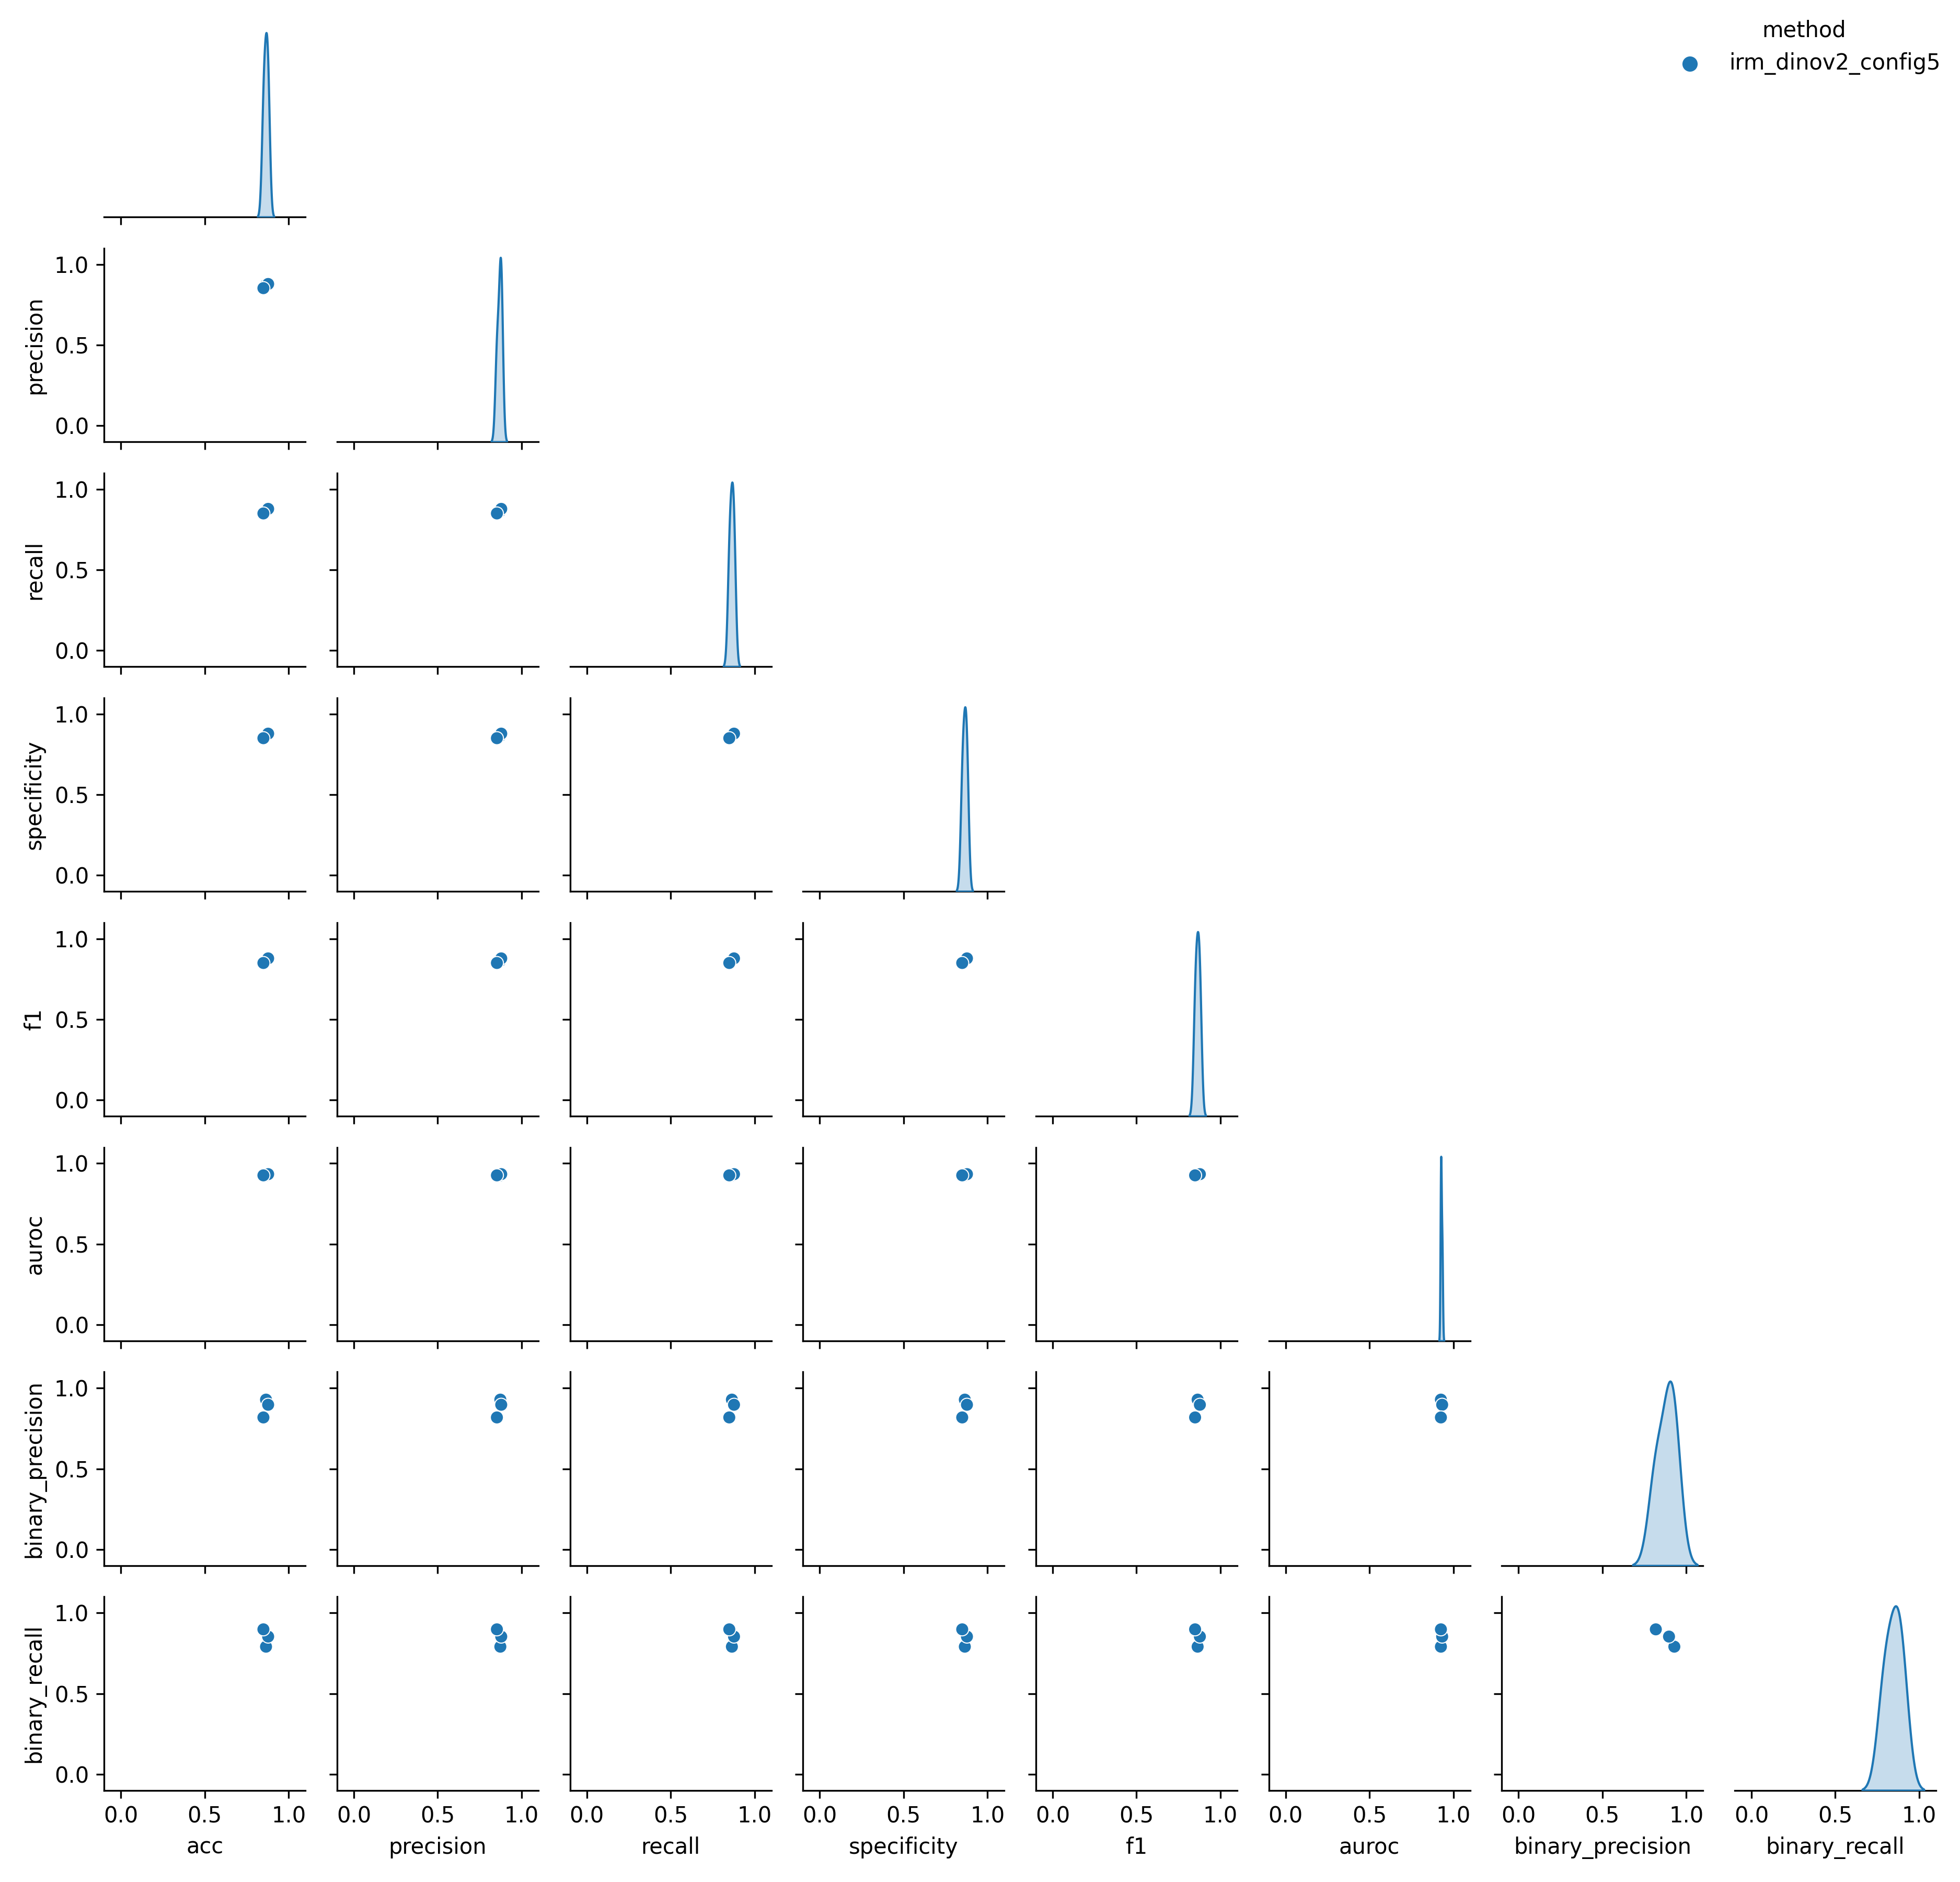 method
irm_dinov2_config5
1.0
precision
0.5
0.0
1.0
recall
0.5
0.0
1.0
specificity
0.5
0.0
1.0
f1
0.5
0.0
1.0
auroc
0.5
0.0
1.0
binary_precision
0.5
0.0
1.0
binary_recall
0.5
0.0
0.0 0.5 1.0 0.0 0.5 1.0 0.0 0.5 1.0 0.0 0.5 1.0 0.0 0.5 1.0 0.0 0.5 1.0 0.0 0.5 1.0 0.0 0.5 1.0
acc precision recall specificity f1 auroc binary_precision binary_recall